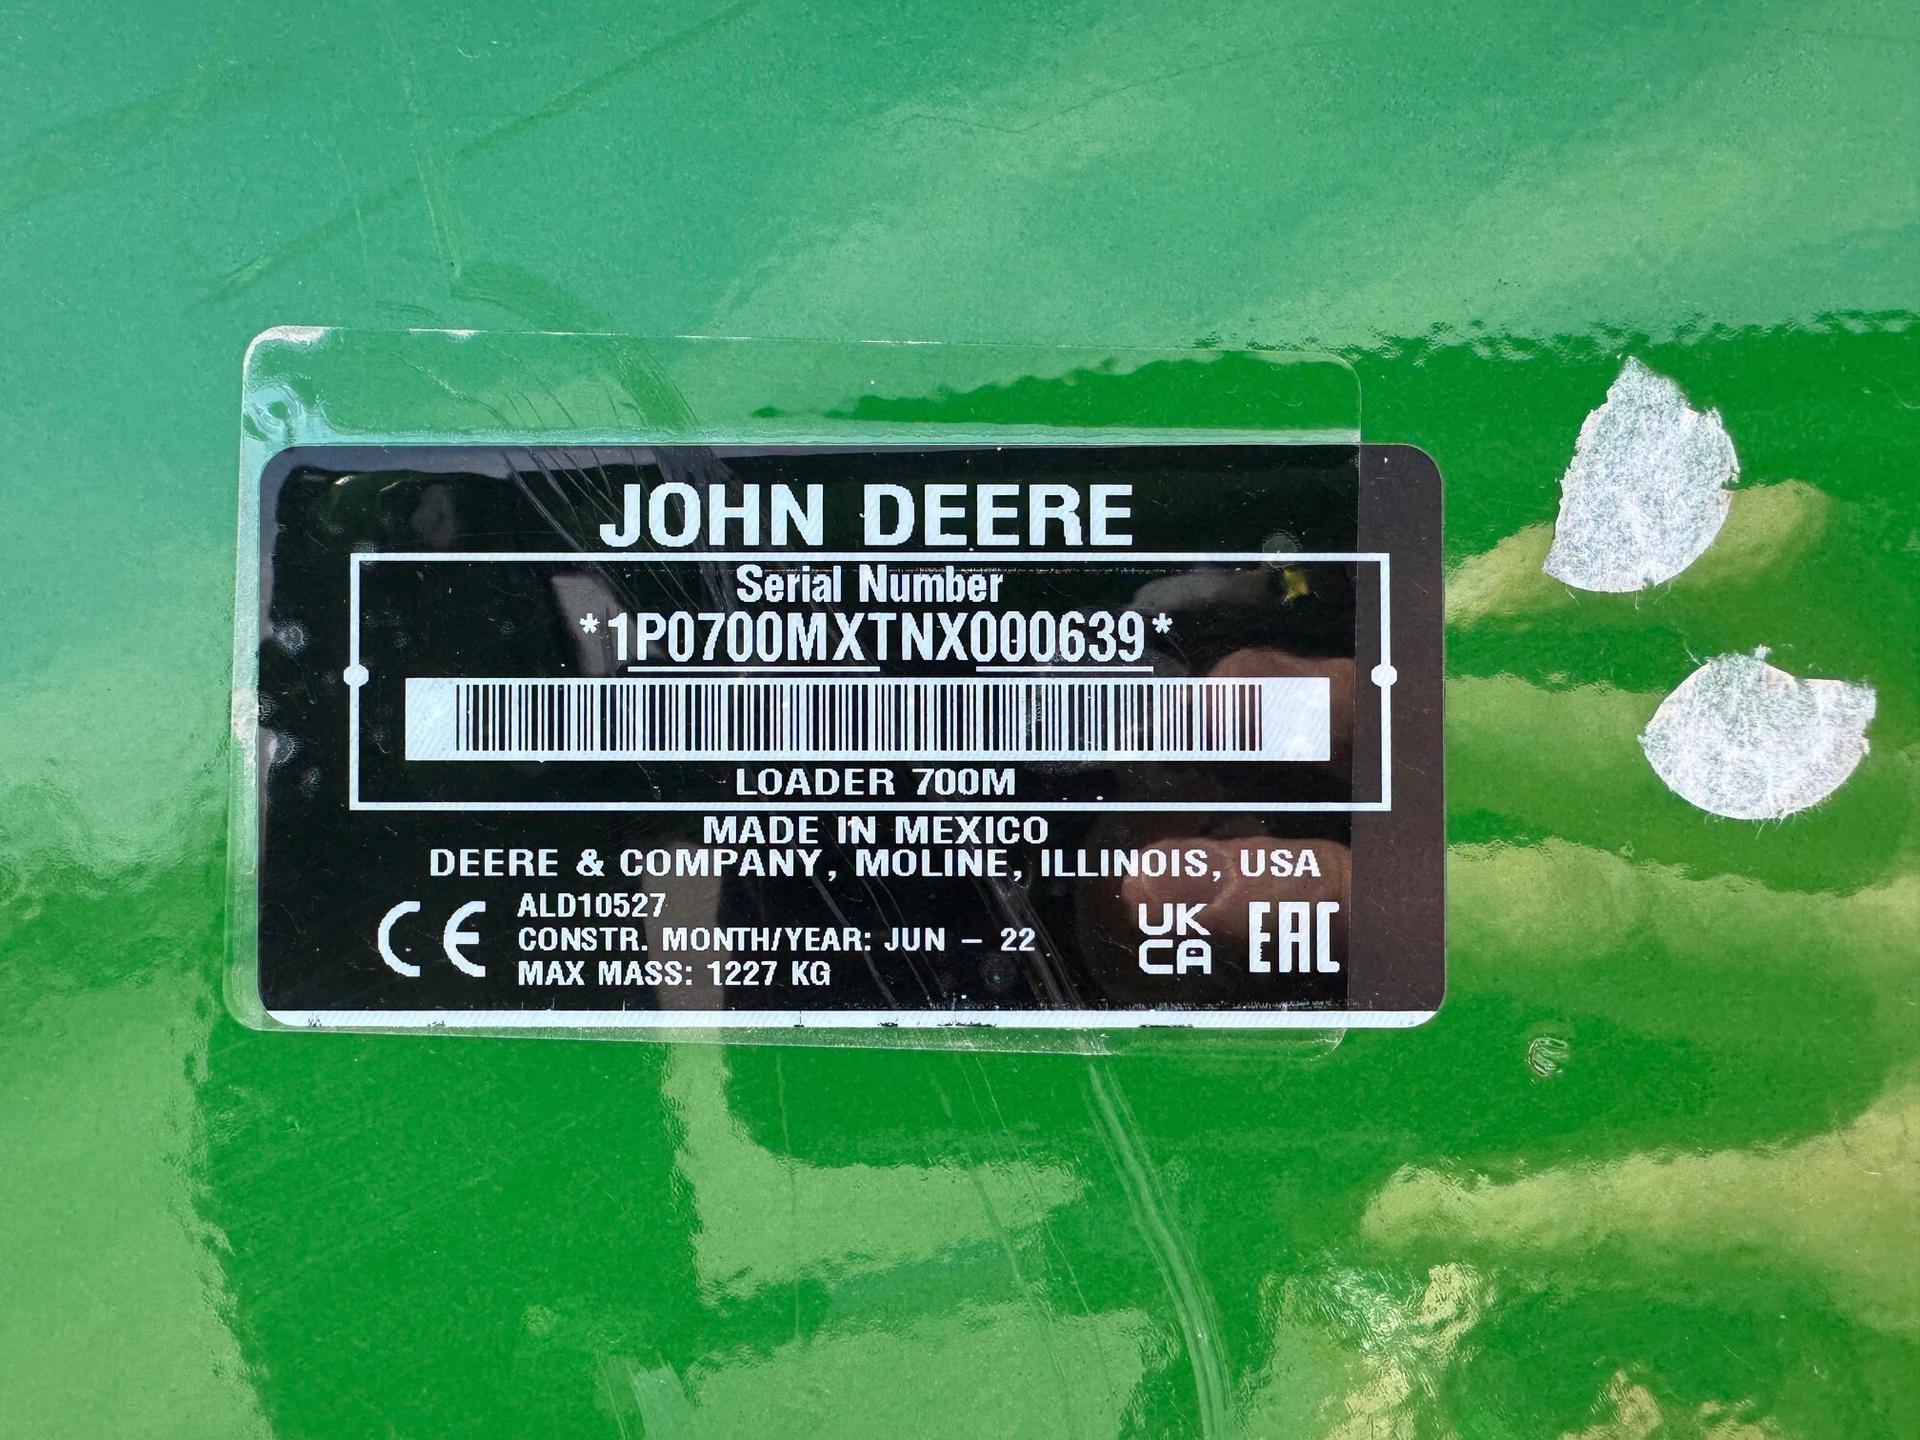 JOHN DEERE
Serial Number
*1P0700MXTNX000639*
LOADER 700M
MADE IN MEXICO
DEERE & COMPANY, MOLINE, ILLINOIS, USA
CE
ALD10527
CONSTR. MONTH/YEAR: JUN – 22
MAX MASS: 1227 KG
UK
CA
EAC